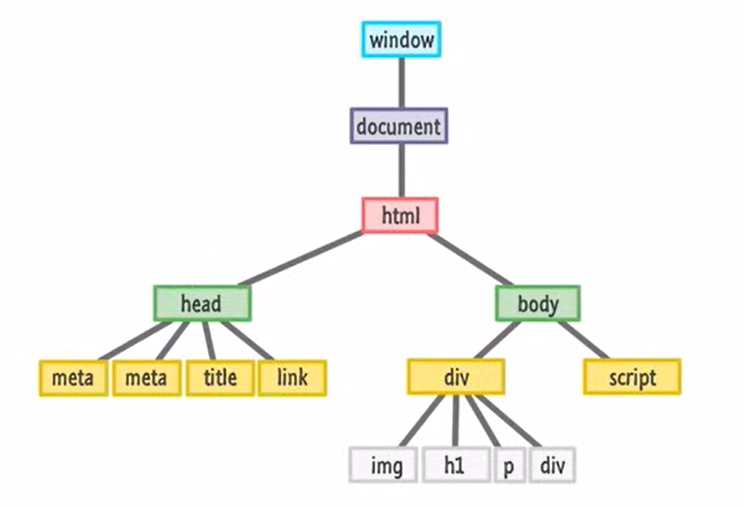 window
document
html
head body
meta meta title link div script
img h1 p div